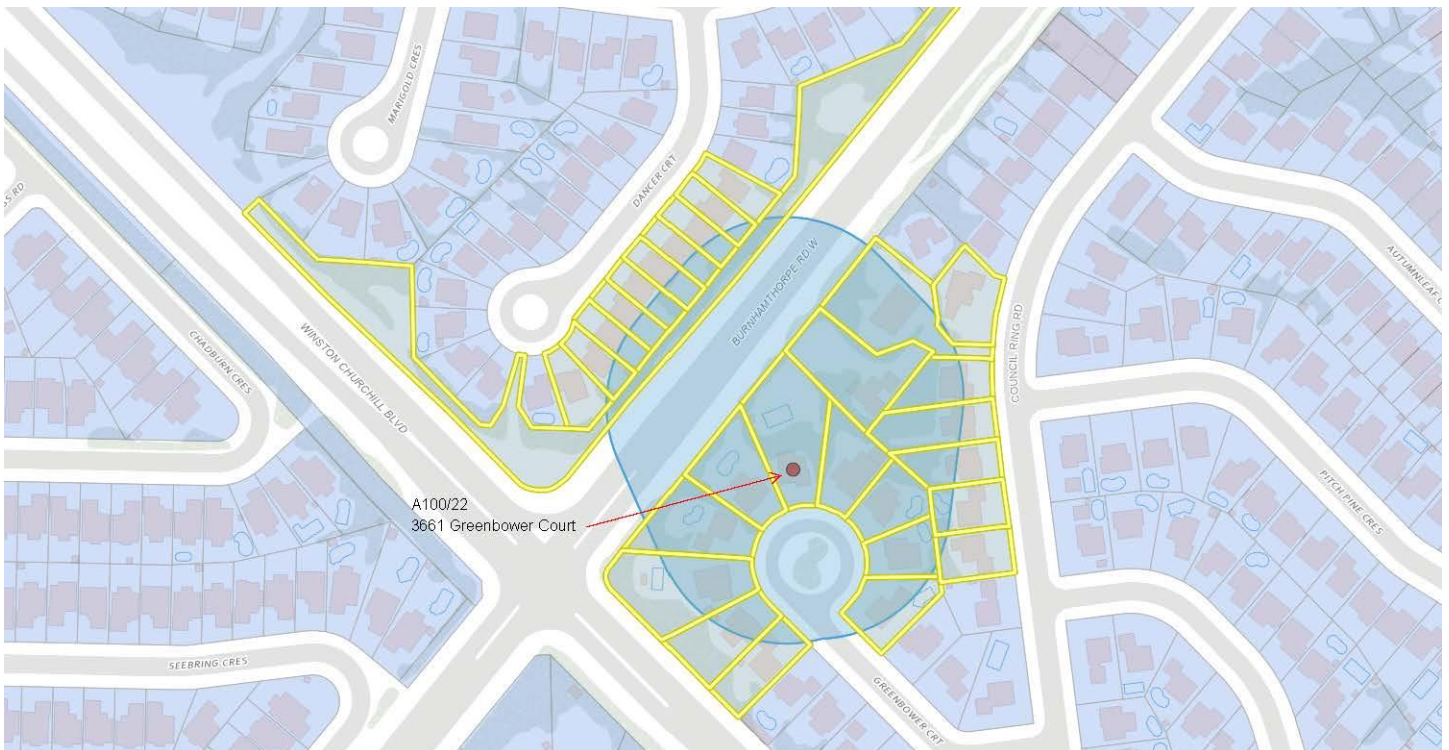 MARIGOLD CRES
DANCER CRT
BURNHAMTHORPE RD W
COUNCIL RING RD
AUTUMNLEAF C
WINSTON CHURCHILL BLVD
CHADBURN CRES
A100/22
3661 Greenbower Court
PITCH PINE CRES
SEEBRING CRES
GREENBOWER CRT